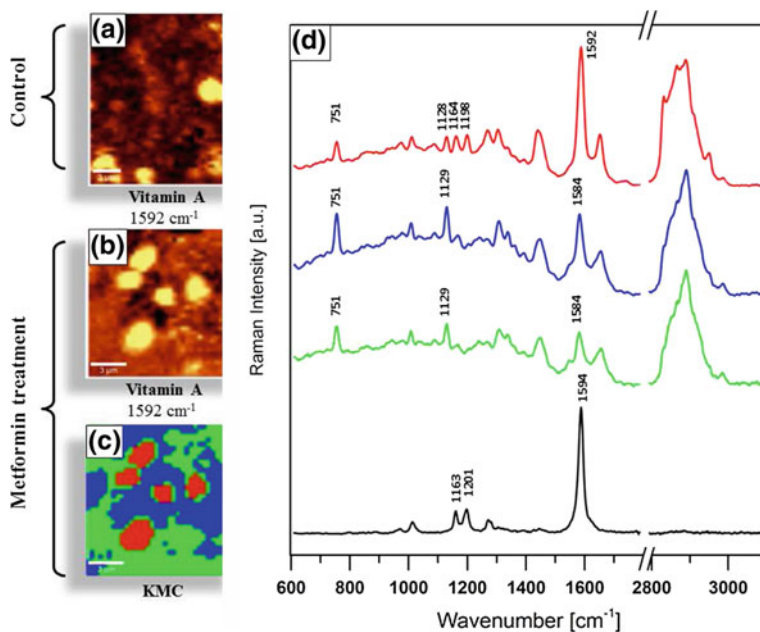 (a)
Control
Vitamin A
1592 cm⁻¹
(b)
3 µm
Metformin treatment
Vitamin A
1592 cm⁻¹
(c)
KMC
(d)
Raman Intensity [a.u.]
751
1128
1164
1198
1592
751
1129
1584
751
1129
1584
1163
1201
1594
600 800 1000 1200 1400 1600 2800 3000
Wavenumber [cm⁻¹]